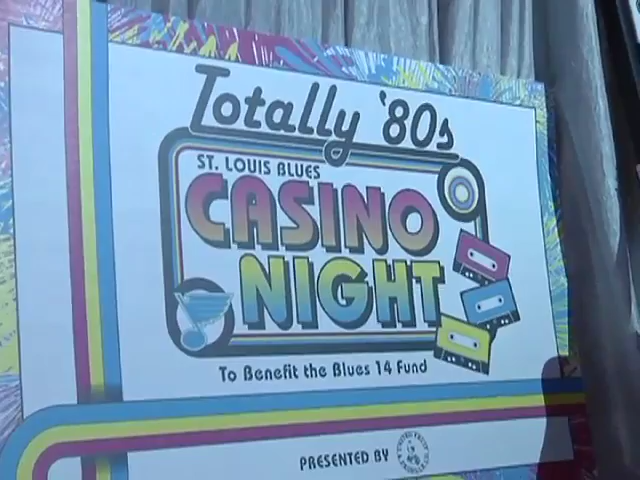 Totally '80s
ST. LOUIS BLUES
CASINO
NIGHT
To Benefit the Blues 14 Fund
PRESENTED BY